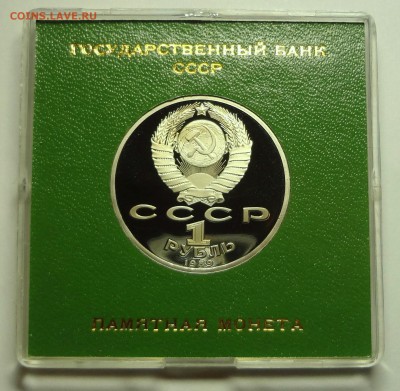 COINS.LAVE.RU
ГОСУДАРСТВЕННЫЙ БАНК
СССР
СССР
1
РУБЛЬ
ПАМЯТНАЯ МОНЕТА